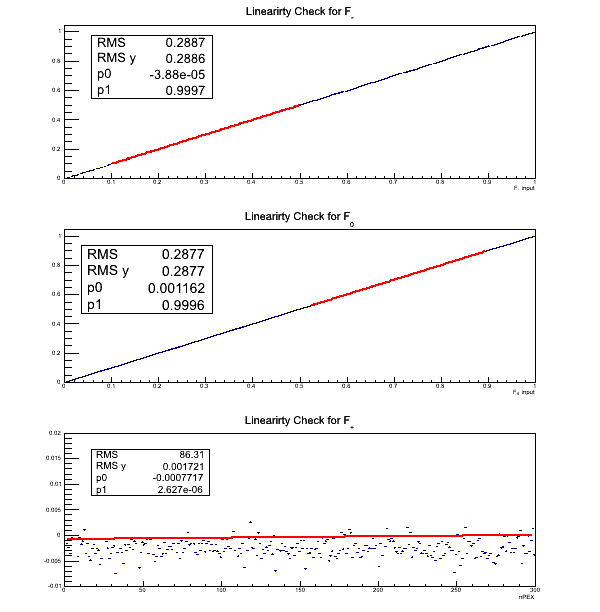 Linearirty Check for F-
RMS 0.2887
RMS y 0.2886
p0 -3.88e-05
p1 0.9997
1
0.8
0.6
0.4
0.2
0
0 0.1 0.2 0.3 0.4 0.5 0.6 0.7 0.8 0.9 1
F- input
Linearirty Check for F0
RMS 0.2877
RMS y 0.2877
p0 0.001162
p1 0.9996
1
0.8
0.6
0.4
0.2
0
0 0.1 0.2 0.3 0.4 0.5 0.6 0.7 0.8 0.9 1
F0 input
Linearirty Check for F+
RMS 86.31
RMS y 0.001721
p0 -0.0007717
p1 2.627e-06
0.02
0.015
0.01
0.005
0
-0.005
-0.01
0 50 100 150 200 250 300
nPEX